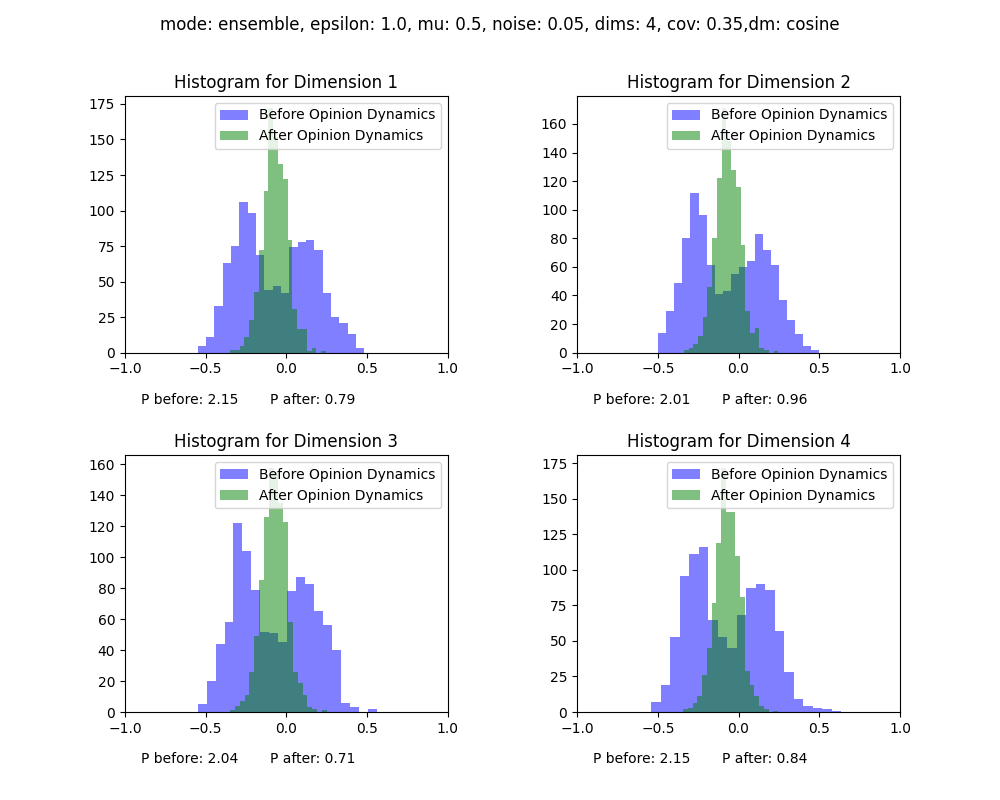 mode: ensemble, epsilon: 1.0, mu: 0.5, noise: 0.05, dims: 4, cov: 0.35,dm: cosine
Histogram for Dimension 1
Before Opinion Dynamics
After Opinion Dynamics
175
150
125
100
75
50
25
0
−1.0 −0.5 0.0 0.5 1.0
P before: 2.15 P after: 0.79
Histogram for Dimension 2
Before Opinion Dynamics
After Opinion Dynamics
160
140
120
100
80
60
40
20
0
−1.0 −0.5 0.0 0.5 1.0
P before: 2.01 P after: 0.96
Histogram for Dimension 3
Before Opinion Dynamics
After Opinion Dynamics
160
140
120
100
80
60
40
20
0
−1.0 −0.5 0.0 0.5 1.0
P before: 2.04 P after: 0.71
Histogram for Dimension 4
Before Opinion Dynamics
After Opinion Dynamics
175
150
125
100
75
50
25
0
−1.0 −0.5 0.0 0.5 1.0
P before: 2.15 P after: 0.84